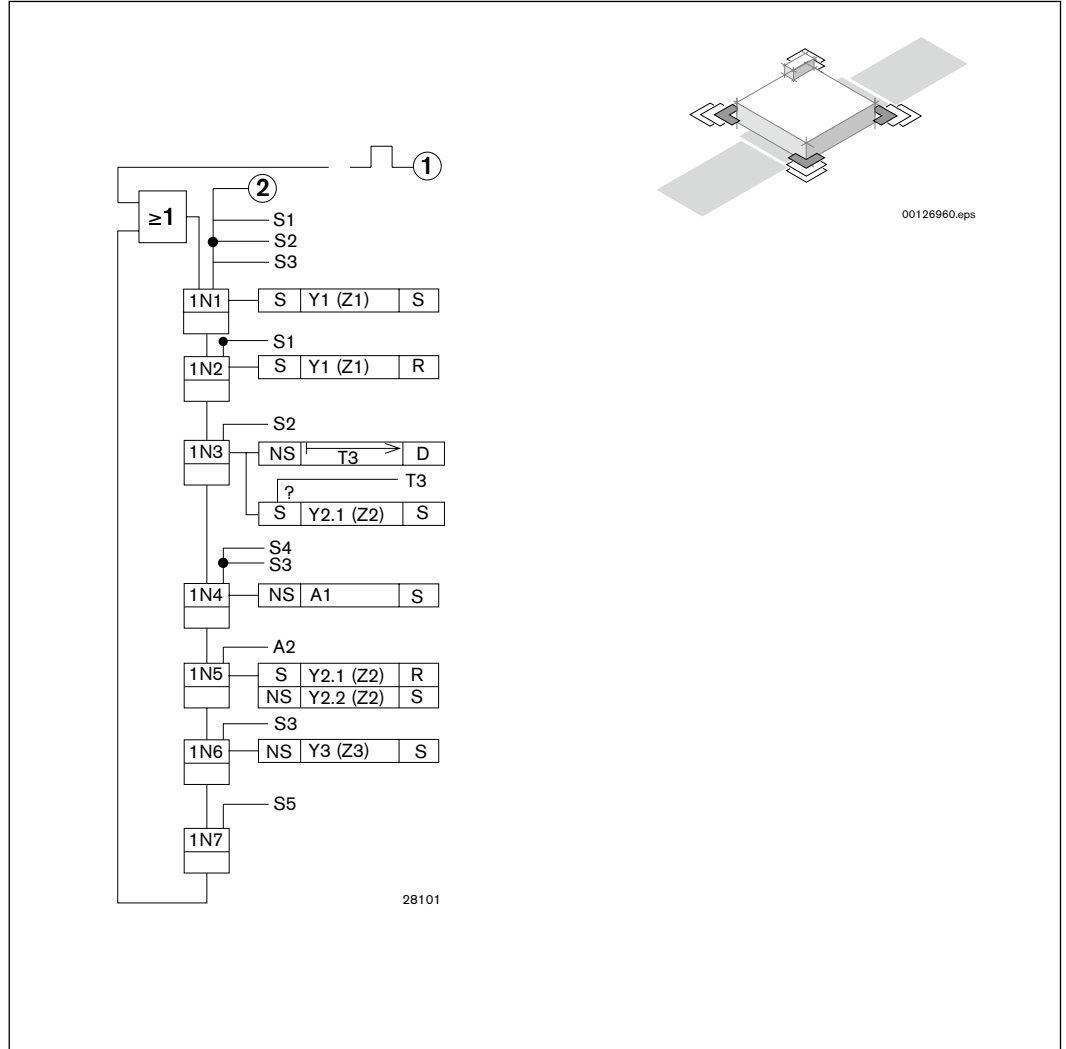 1
2
≥1
S1
S2
S3
1N1 S Y1 (Z1) S
S1
1N2 S Y1 (Z1) R
S2
1N3 NS T3 D
T3
?
S Y2.1 (Z2) S
S4
S3
1N4 NS A1 S
A2
1N5 S Y2.1 (Z2) R
NS Y2.2 (Z2) S
S3
1N6 NS Y3 (Z3) S
S5
1N7
28101
00126960.eps